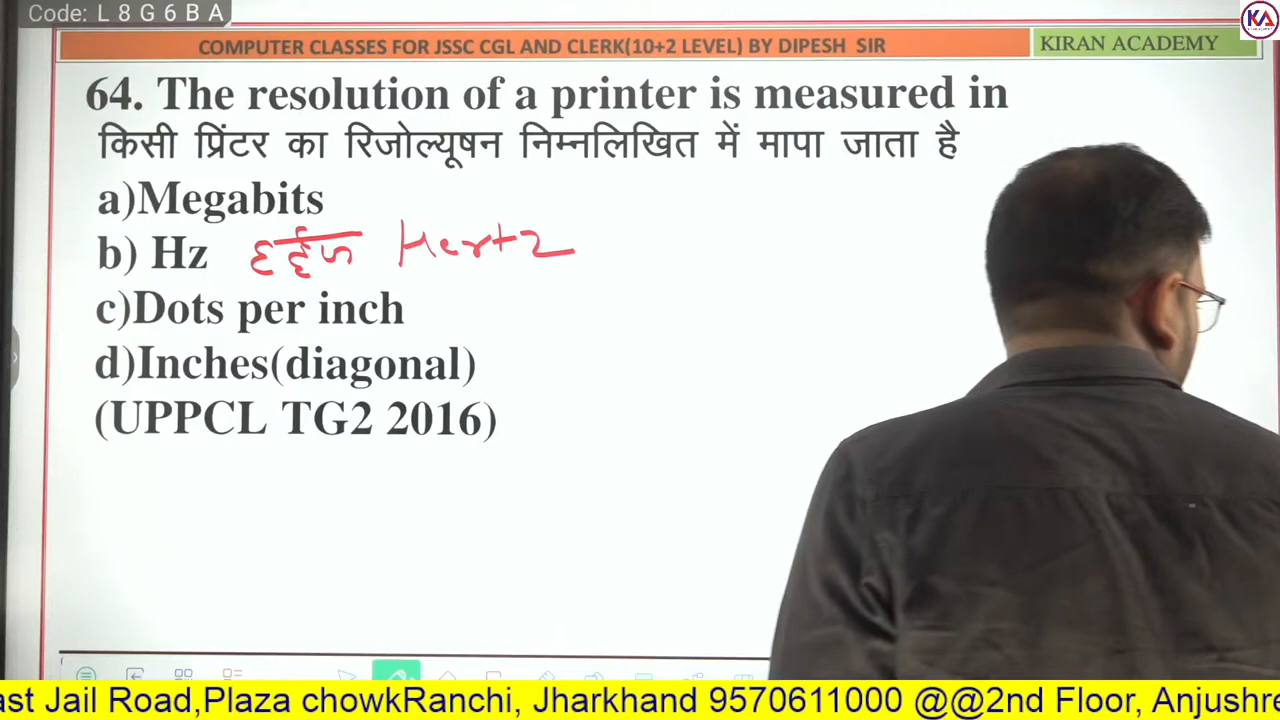 Code: L 8 G 6 B A
KA
COMPUTER CLASSES FOR JSSC CGL AND CLERK(10+2 LEVEL) BY DIPESH SIR
KIRAN ACADEMY
64. The resolution of a printer is measured in
किसी प्रिंटर का रिजोल्यूषन निम्नलिखित में मापा जाता है
a)Megabits
b) Hz Hertz
c)Dots per inch
d)Inches(diagonal)
(UPPCL TG2 2016)
ast Jail Road,Plaza chowkRanchi, Jharkhand 9570611000 @@2nd Floor, Anjushre